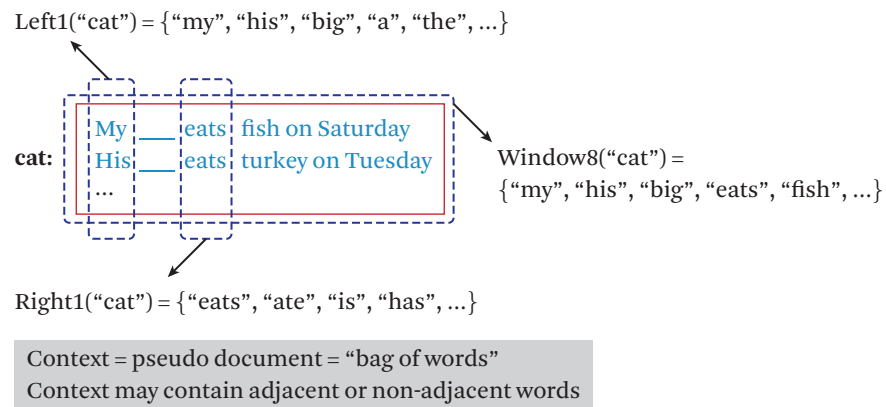 Left1(“cat”) = {“my”, “his”, “big”, “a”, “the”, …}
My ___ eats fish on Saturday
cat:
His ___ eats turkey on Tuesday
…
Window8(“cat”) =
{“my”, “his”, “big”, “eats”, “fish”, …}
Right1(“cat”) = {“eats”, “ate”, “is”, “has”, …}
Context = pseudo document = “bag of words”
Context may contain adjacent or non-adjacent words